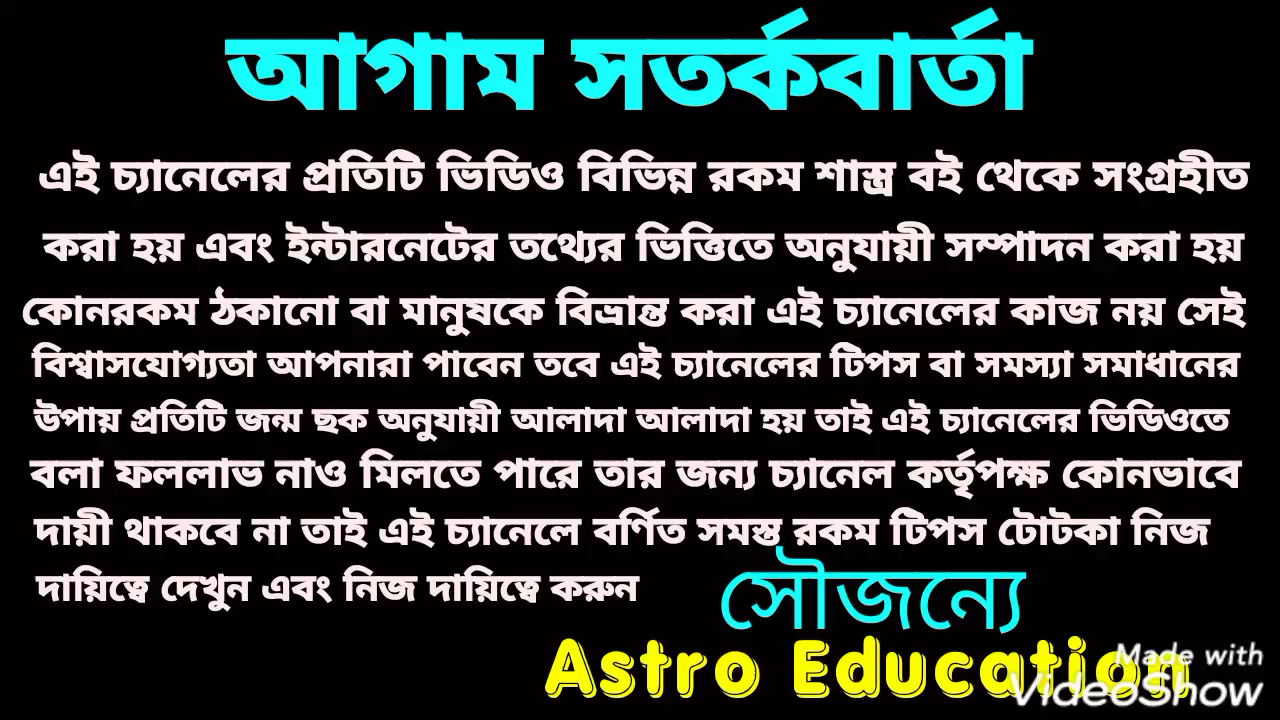 আগাম সতর্কবার্তা
এই চ্যানেলের প্রতিটি ভিডিও বিভিন্ন রকম শাস্ত্র বই থেকে সংগ্রহীত
করা হয় এবং ইন্টারনেটের তথ্যের ভিত্তিতে অনুযায়ী সম্পাদন করা হয়
কোনরকম ঠকানো বা মানুষকে বিভ্রান্ত করা এই চ্যানেলের কাজ নয় সেই
বিশ্বাসযোগ্যতা আপনারা পাবেন তবে এই চ্যানেলের টিপস বা সমস্যা সমাধানের
উপায় প্রতিটি জন্ম ছক অনুযায়ী আলাদা আলাদা হয় তাই এই চ্যানেলের ভিডিওতে
বলা ফললাভ নাও মিলতে পারে তার জন্য চ্যানেল কর্তৃপক্ষ কোনভাবে
দায়ী থাকবে না তাই এই চ্যানেলে বর্ণিত সমস্ত রকম টিপস টোটকা নিজ
দায়িত্বে দেখুন এবং নিজ দায়িত্বে করুন
সৌজন্যে
Astro Education
Made with
VideoShow